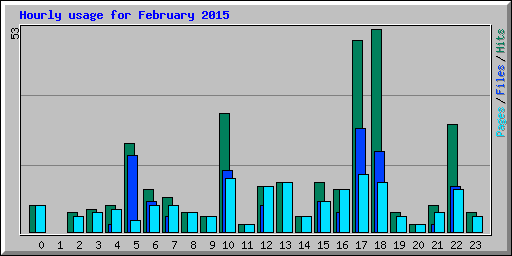 Hourly usage for February 2015
53
Pages / Files / Hits
0 1 2 3 4 5 6 7 8 9 10 11 12 13 14 15 16 17 18 19 20 21 22 23